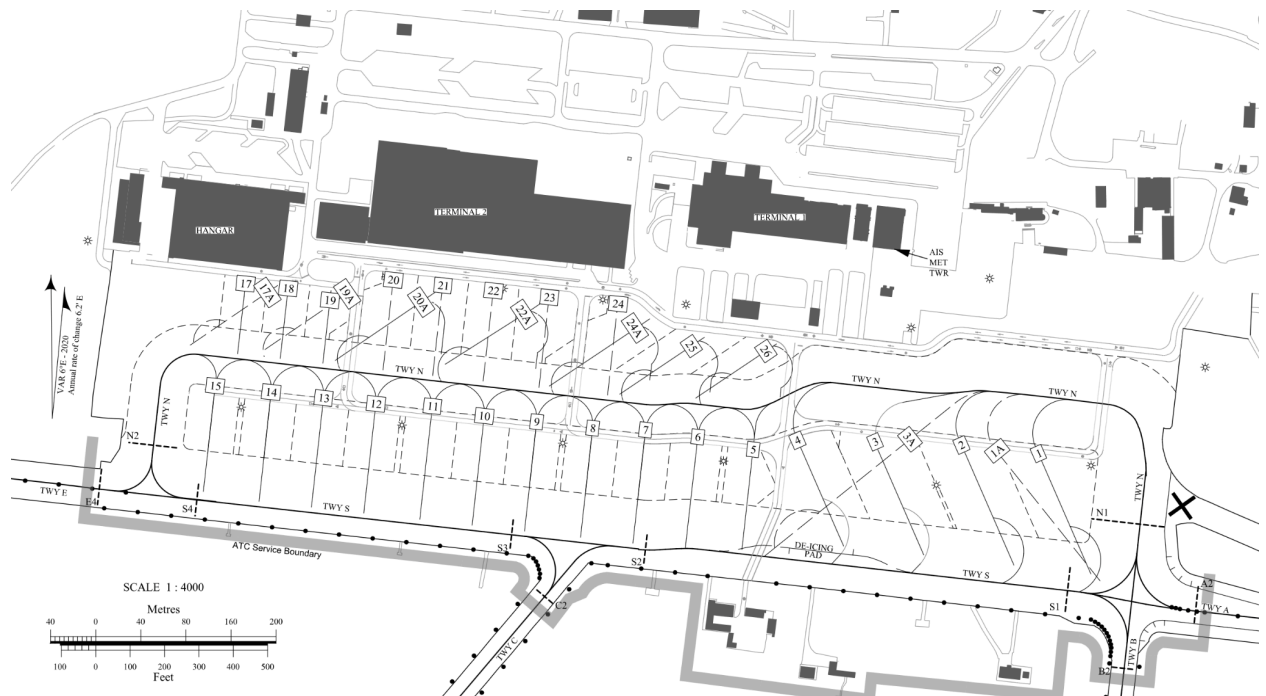 TERMINAL 2
TERMINAL 1
HANGAR
AIS
MET
TWR
17
17A
18
19
19A
20
20A
21
22
22A
23
24
24A
25
26
VAR 6°E - 2020
Annual rate of change 6.2' E
TWY N
TWY N
TWY N
TWY N
TWY N
15
14
13
12
11
10
9
8
7
6
5
4
3
3A
2
1A
1
N2
N1
TWY E
E4
S4
TWY S
S3
S2
DE-ICING
PAD
TWY S
S1
A2
TWY A
ATC Service Boundary
C2
TWY C
B2
TWY B
SCALE 1 : 4000
Metres
40 0 40 80 120 160 200
100 0 100 200 300 400 500
Feet